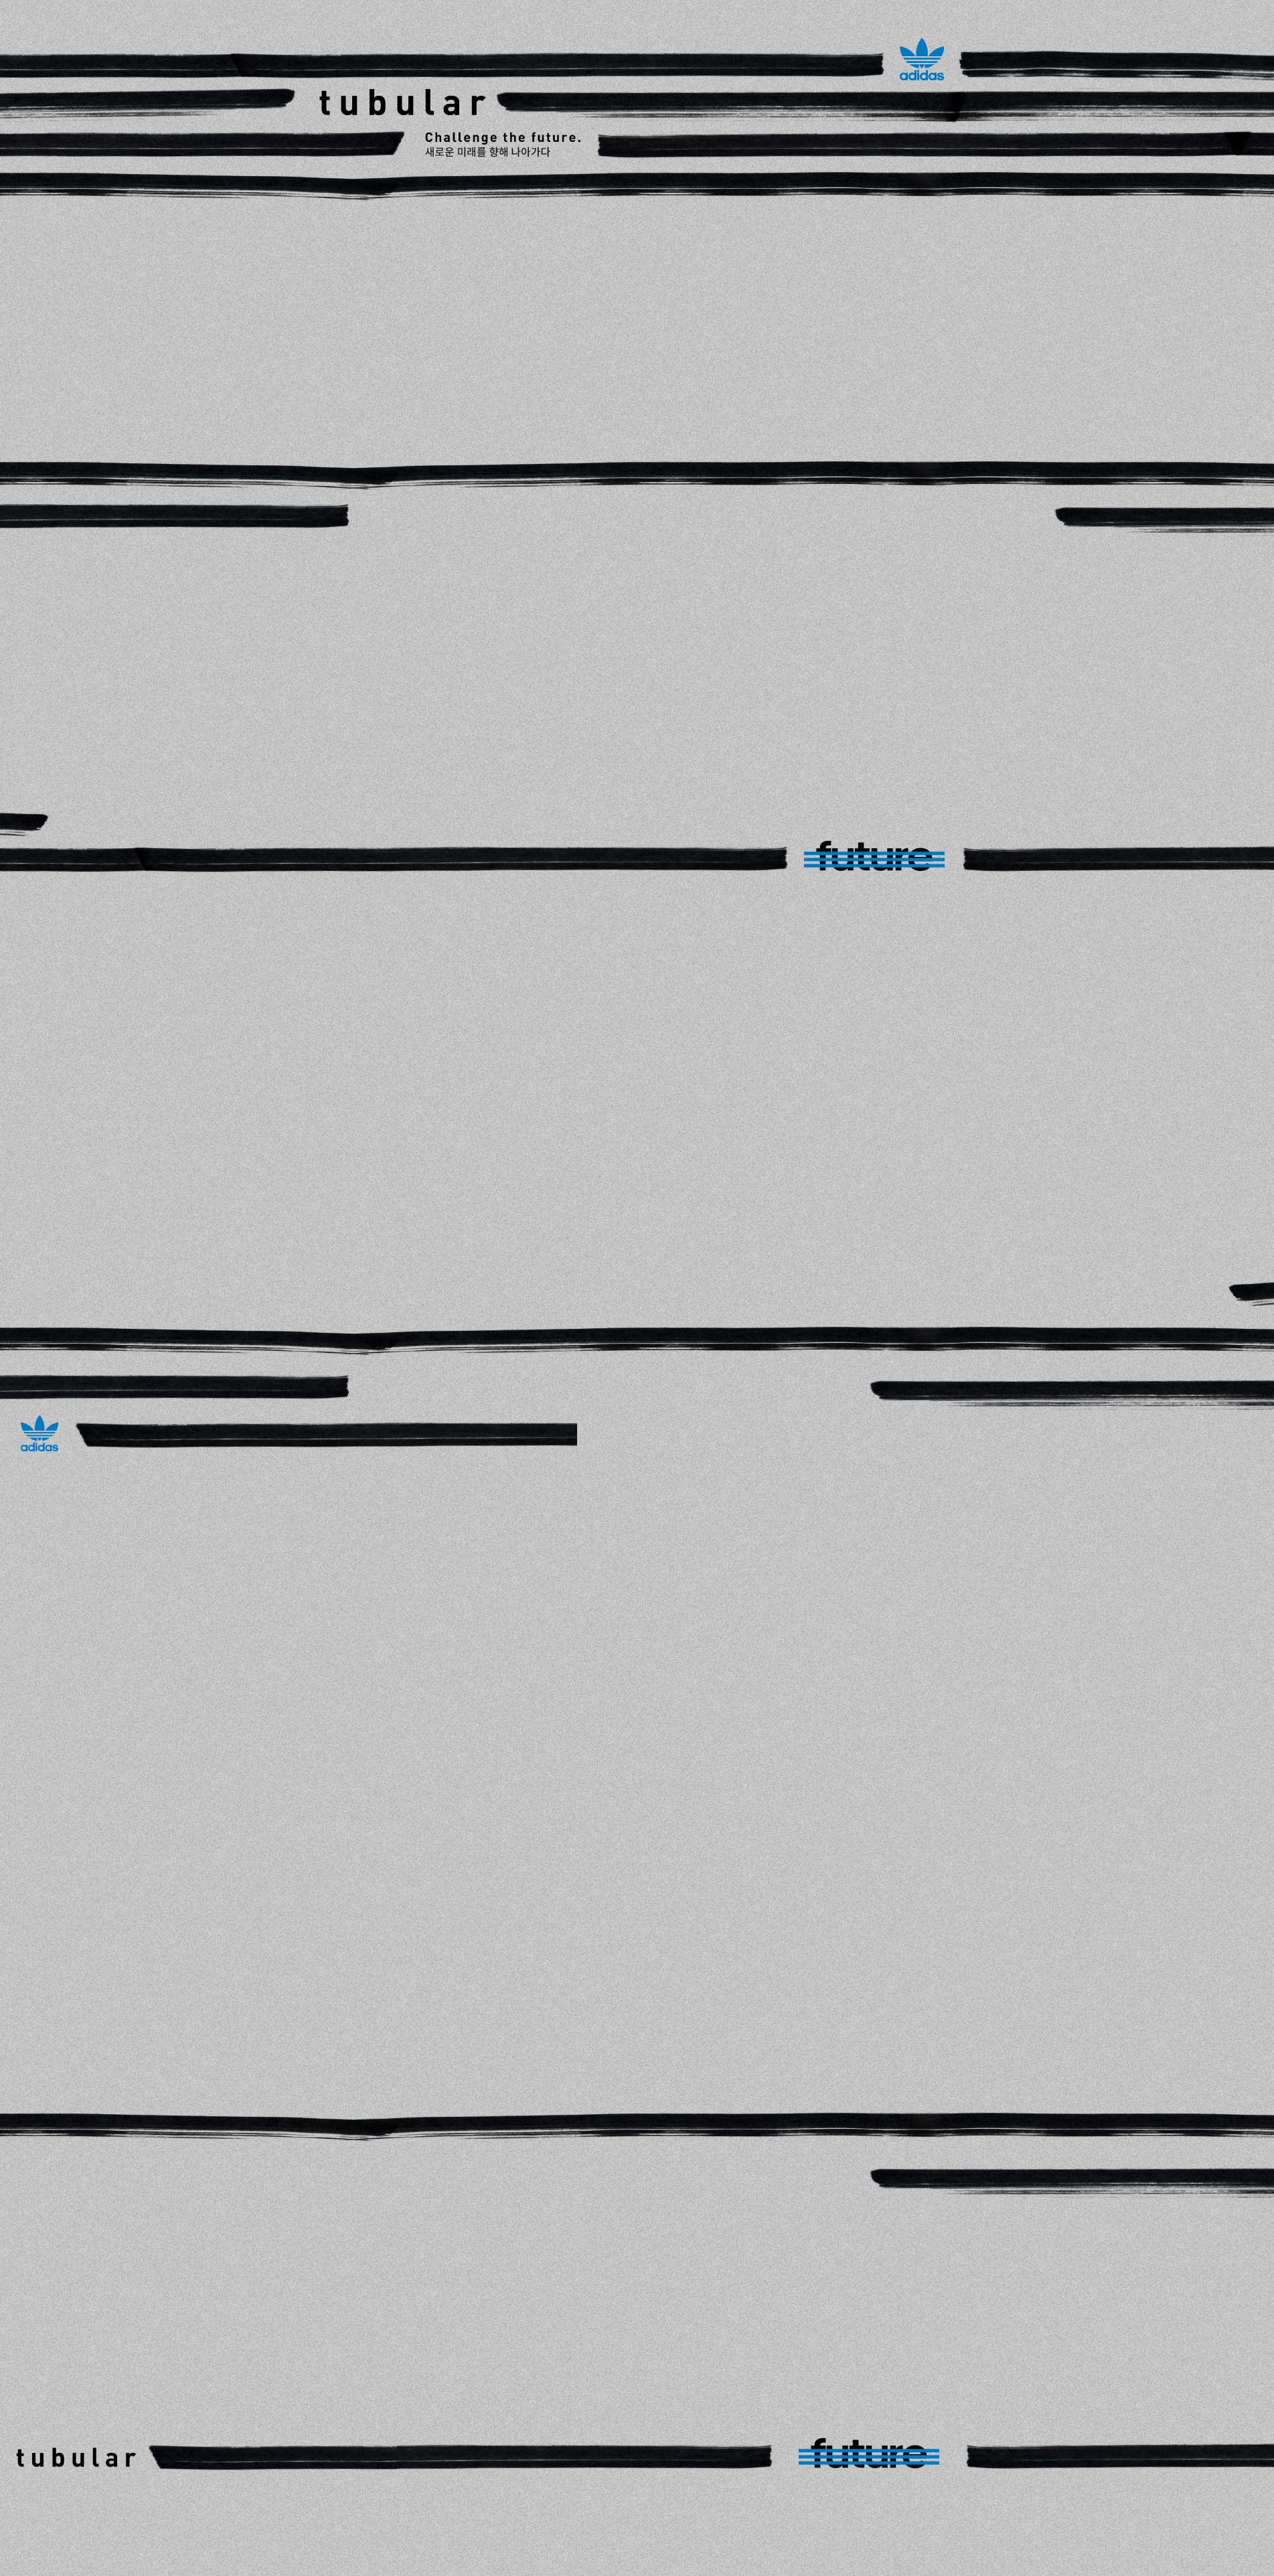 adidas
tubular
Challenge the future.
새로운 미래를 향해 나아가다
future
adidas
tubular
future